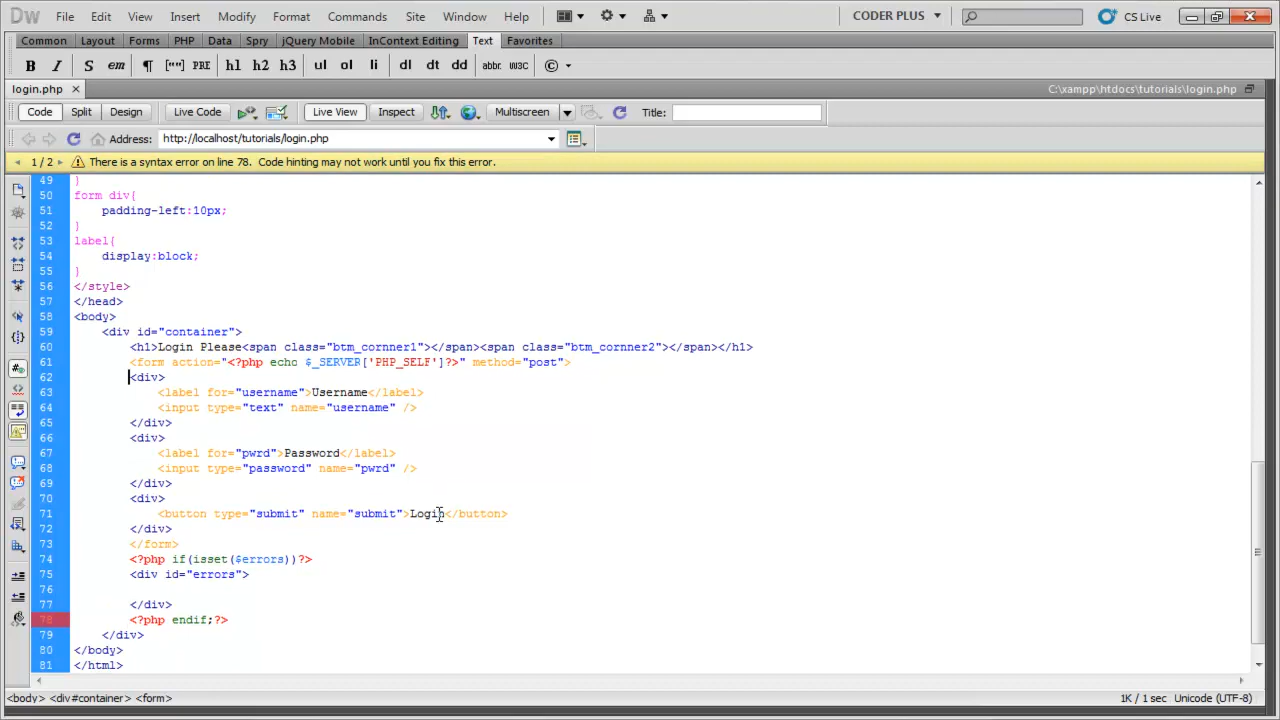 Dw File Edit View Insert Modify Format Commands Site Window Help CODER PLUS CS Live
Common Layout Forms PHP Data Spry jQuery Mobile InContext Editing Text Favorites
B I S em ¶ [""] PRE h1 h2 h3 ul ol li dl dt dd abbr. W3C ©
login.php × C:\xampp\htdocs\tutorials\login.php
Code Split Design Live Code Live View Inspect Multiscreen Title:
Address: http://localhost/tutorials/login.php
1 / 2 There is a syntax error on line 78. Code hinting may not work until you fix this error.
49 }
50 form div{
51 padding-left:10px;
52 }
53 label{
54 display:block;
55 }
56 </style>
57 </head>
58 <body>
59 <div id="container">
60 <h1>Login Please<span class="btm_cornner1"></span><span class="btm_cornner2"></span></h1>
61 <form action="<?php echo $_SERVER['PHP_SELF']?>" method="post">
62 <div>
63 <label for="username">Username</label>
64 <input type="text" name="username" />
65 </div>
66 <div>
67 <label for="pwrd">Password</label>
68 <input type="password" name="pwrd" />
69 </div>
70 <div>
71 <button type="submit" name="submit">Login</button>
72 </div>
73 </form>
74 <?php if(isset($errors))?>
75 <div id="errors">
76
77 </div>
78 <?php endif;?>
79 </div>
80 </body>
81 </html>
<body> <div#container> <form> 1K / 1 sec Unicode (UTF-8)